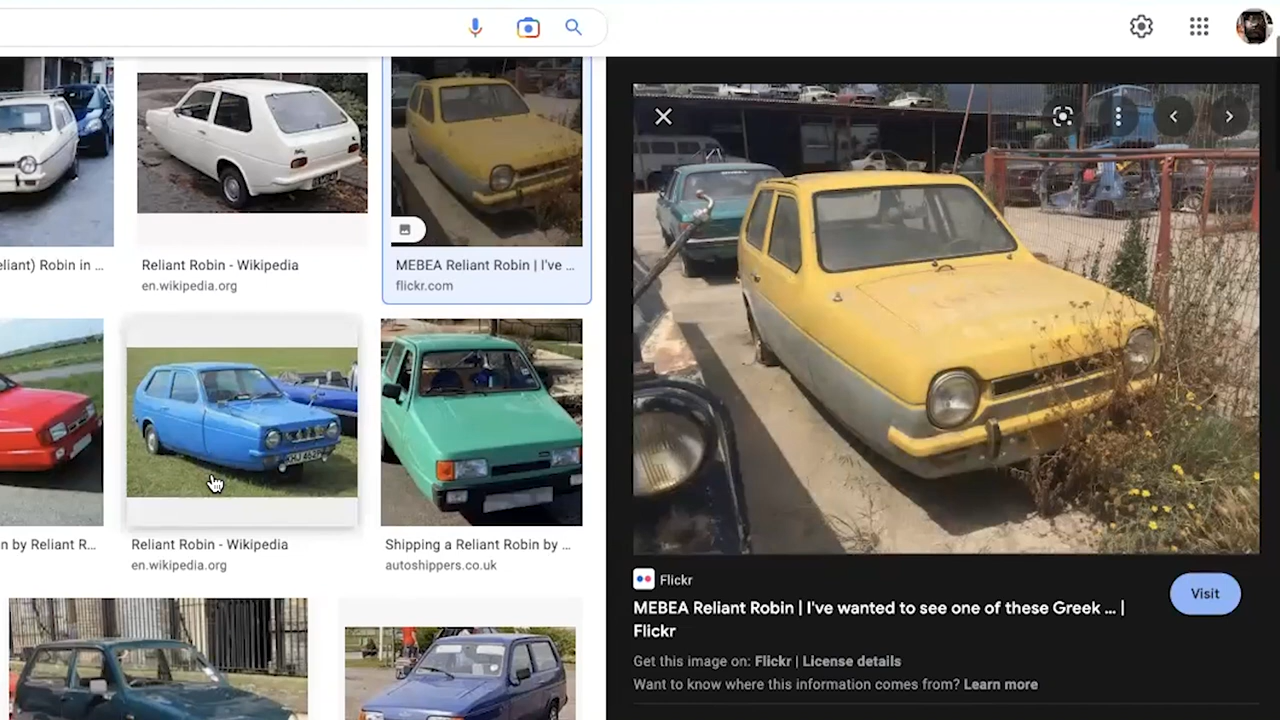 eliant) Robin in ...
Reliant Robin - Wikipedia
en.wikipedia.org
MEBEA Reliant Robin | I've ...
flickr.com
n by Reliant R...
Reliant Robin - Wikipedia
en.wikipedia.org
Shipping a Reliant Robin by ...
autoshippers.co.uk
Flickr
MEBEA Reliant Robin | I've wanted to see one of these Greek ... |
Flickr
Visit
Get this image on: Flickr | License details
Want to know where this information comes from? Learn more